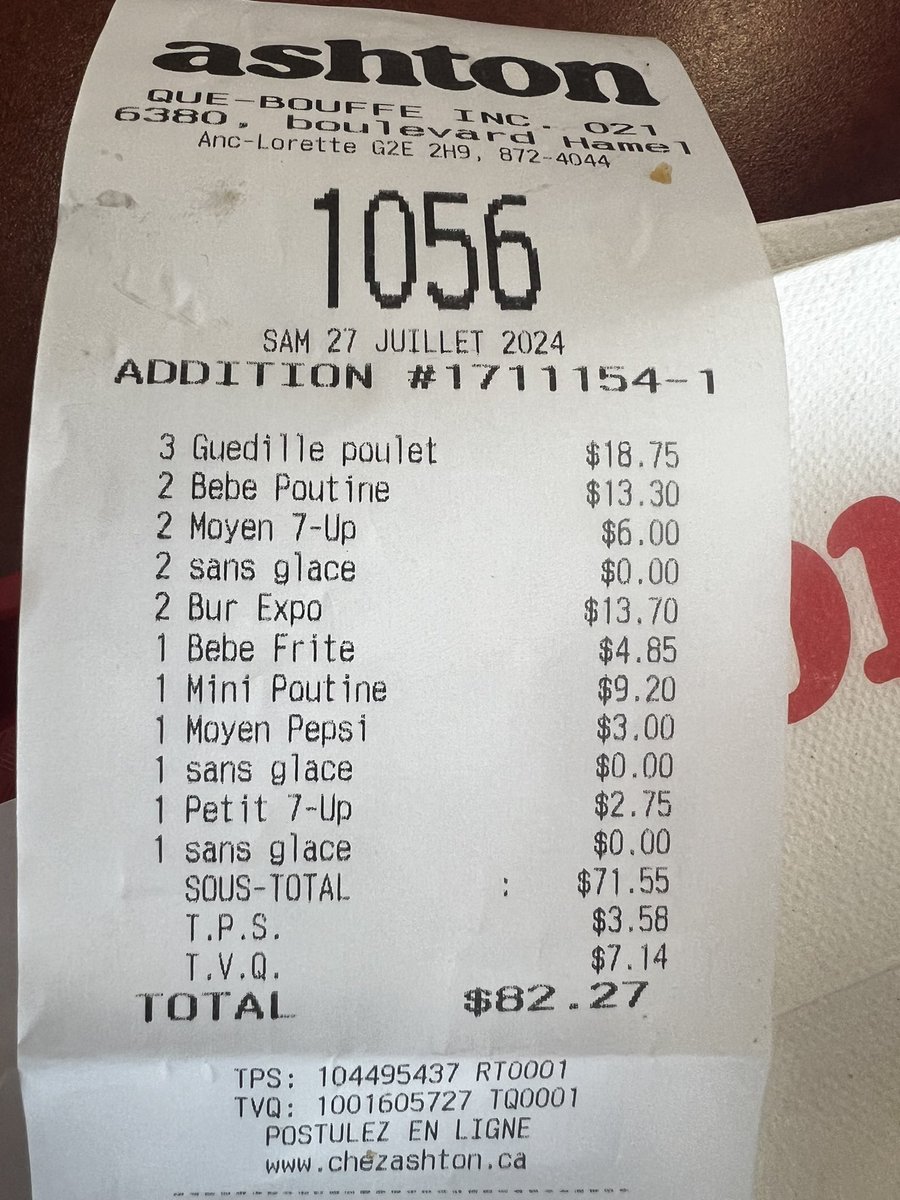 ashton
QUE-BOUFFE INC. 021
6380, boulevard Hamel
Anc-Lorette G2E 2H9, 872-4044
1056
SAM 27 JUILLET 2024
ADDITION #1711154-1
3 Guedille poulet $18.75
2 Bebe Poutine $13.30
2 Moyen 7-Up $6.00
2 sans glace $0.00
2 Bur Expo $13.70
1 Bebe Frite $4.85
1 Mini Poutine $9.20
1 Moyen Pepsi $3.00
1 sans glace $0.00
1 Petit 7-Up $2.75
1 sans glace $0.00
SOUS-TOTAL : $71.55
T.P.S. $3.58
T.V.Q. $7.14
TOTAL $82.27
TPS: 104495437 RT0001
TVQ: 1001605727 TQ0001
POSTULEZ EN LIGNE
www.chezashton.ca